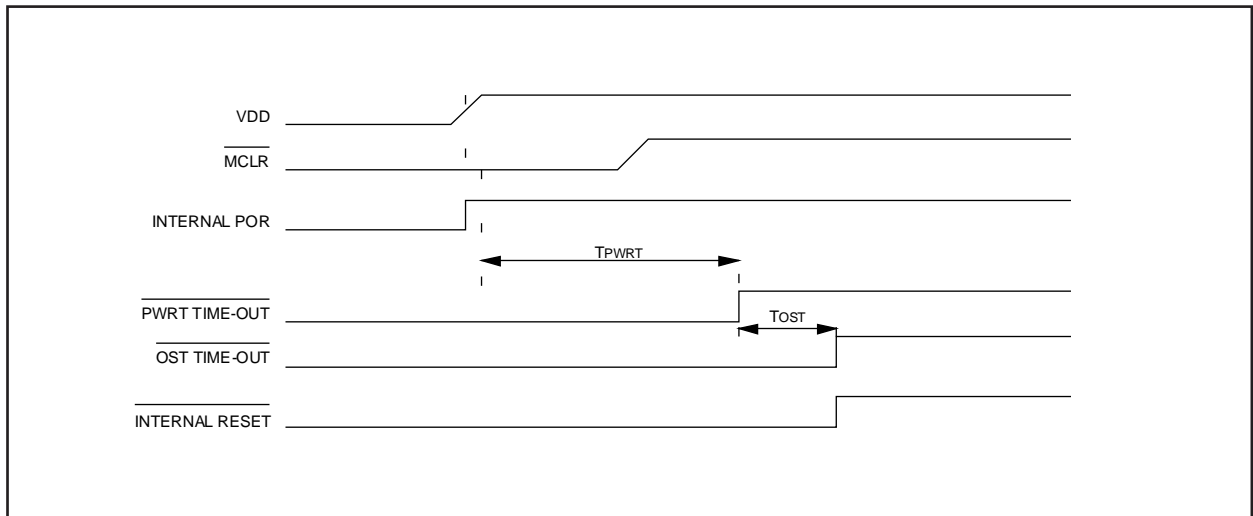 VDD
MCLR
INTERNAL POR
TPWRT
PWRT TIME-OUT
TOST
OST TIME-OUT
INTERNAL RESET